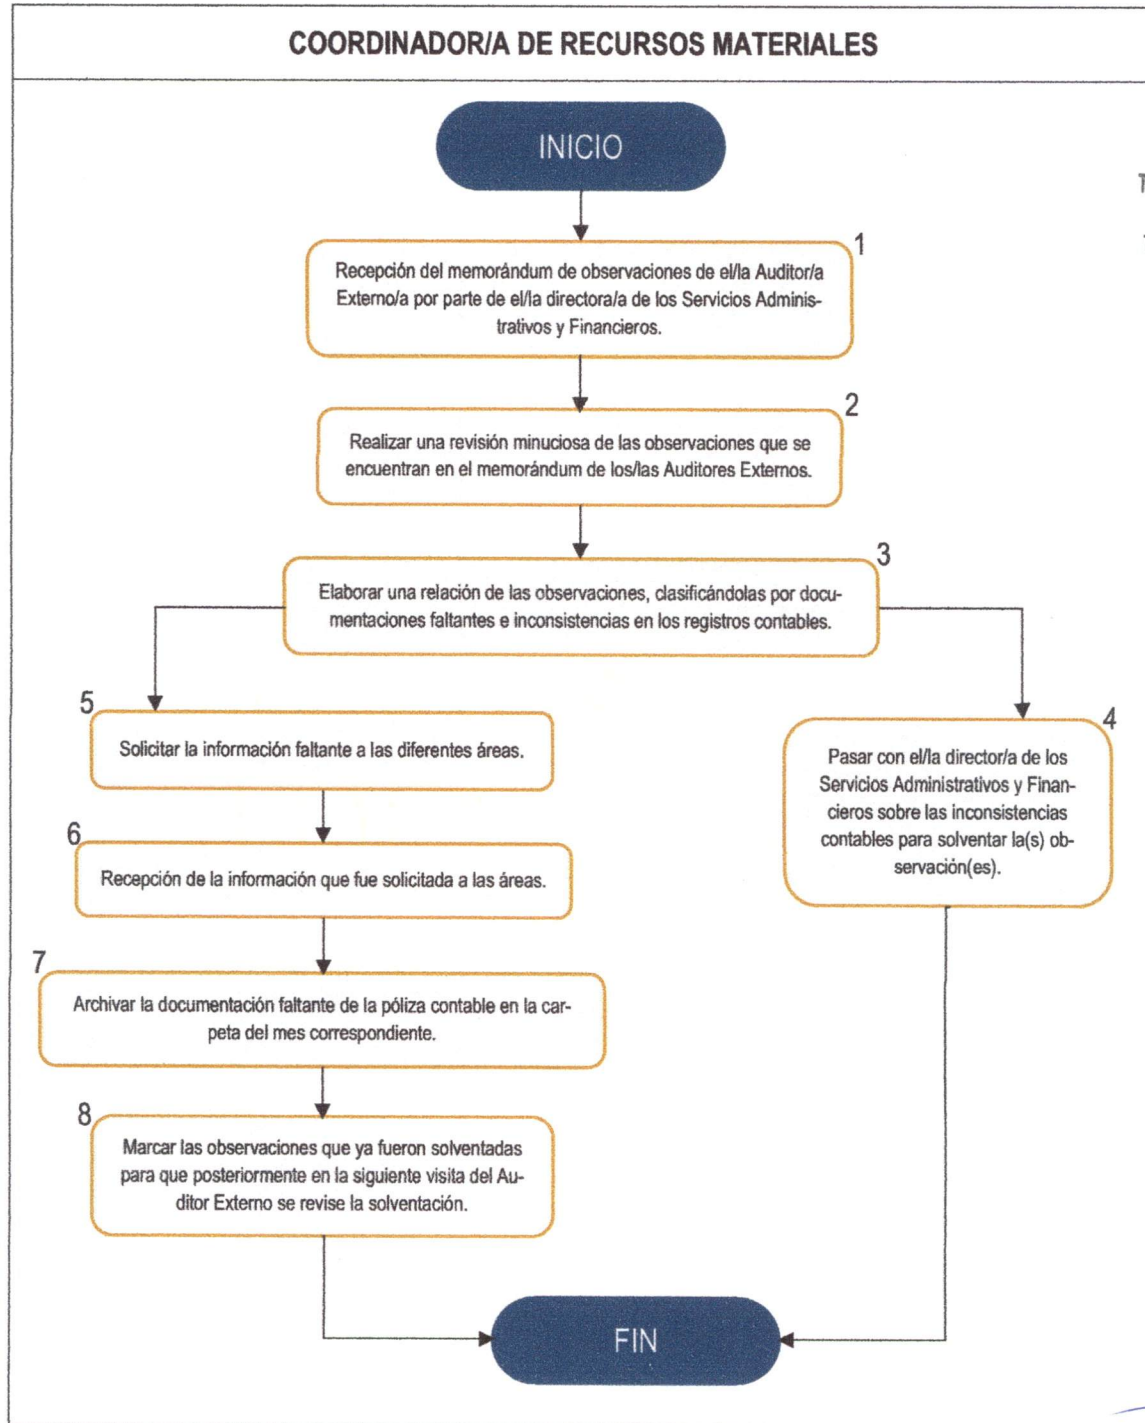 COORDINADOR/A DE RECURSOS MATERIALES
INICIO
1
Recepción del memorándum de observaciones de el/la Auditor/a
Externo/a por parte de el/la directora/a de los Servicios Adminis-
trativos y Financieros.
2
Realizar una revisión minuciosa de las observaciones que se
encuentran en el memorándum de los/las Auditores Externos.
3
Elaborar una relación de las observaciones, clasificándolas por docu-
mentaciones faltantes e inconsistencias en los registros contables.
5
Solicitar la información faltante a las diferentes áreas.
6
Recepción de la información que fue solicitada a las áreas.
7
Archivar la documentación faltante de la póliza contable en la car-
peta del mes correspondiente.
8
Marcar las observaciones que ya fueron solventadas
para que posteriormente en la siguiente visita del Au-
ditor Externo se revise la solventación.
4
Pasar con el/la director/a de los
Servicios Administrativos y Finan-
cieros sobre las inconsistencias
contables para solventar la(s) ob-
servación(es).
FIN